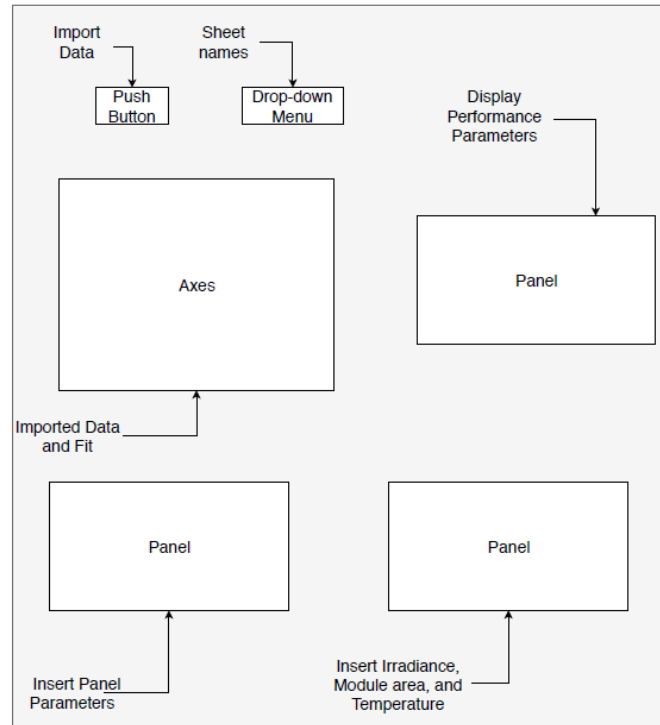 Import
Data
Sheet
names
Push
Button
Drop-down
Menu
Display
Performance
Parameters
Axes
Panel
Imported Data
and Fit
Panel
Panel
Insert Panel
Parameters
Insert Irradiance,
Module area, and
Temperature